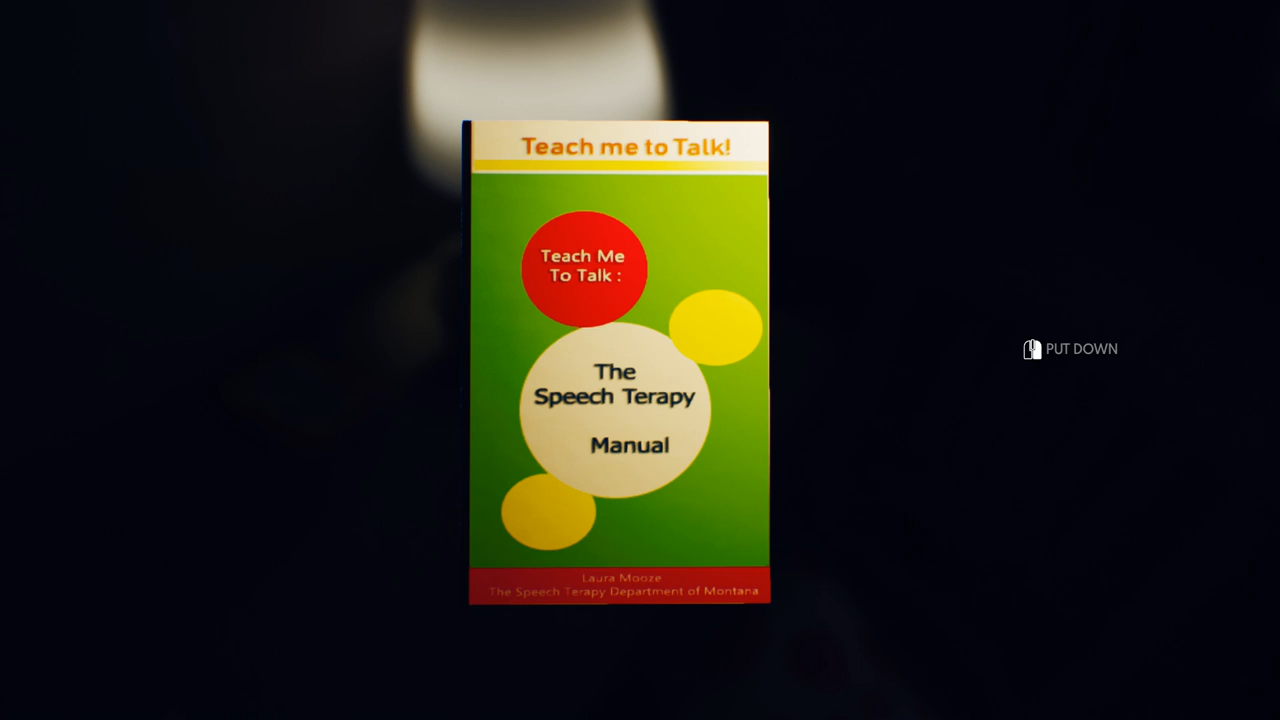 Teach me to Talk!
Teach Me
To Talk :
The
Speech Terapy
Manual
Laura Mooze
The Speech Terapy Department of Montana
PUT DOWN